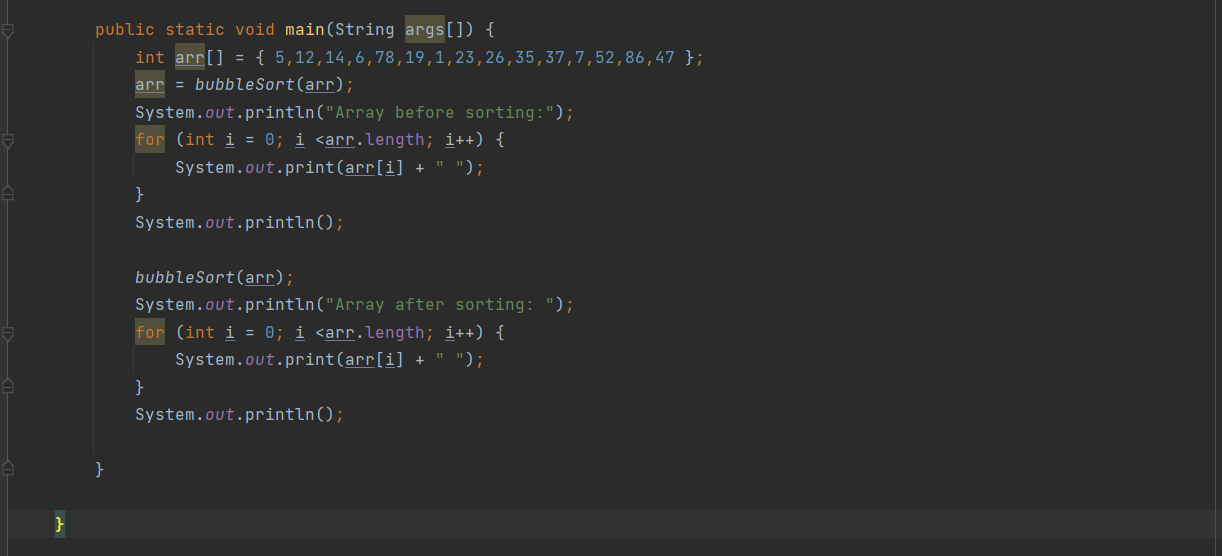 public static void main(String args[]) {
    int arr[] = { 5,12,14,6,78,19,1,23,26,35,37,7,52,86,47 };
    arr = bubbleSort(arr);
    System.out.println("Array before sorting:");
    for (int i = 0; i <arr.length; i++) {
        System.out.print(arr[i] + " ");
    }
    System.out.println();

    bubbleSort(arr);
    System.out.println("Array after sorting: ");
    for (int i = 0; i <arr.length; i++) {
        System.out.print(arr[i] + " ");
    }
    System.out.println();

}

}